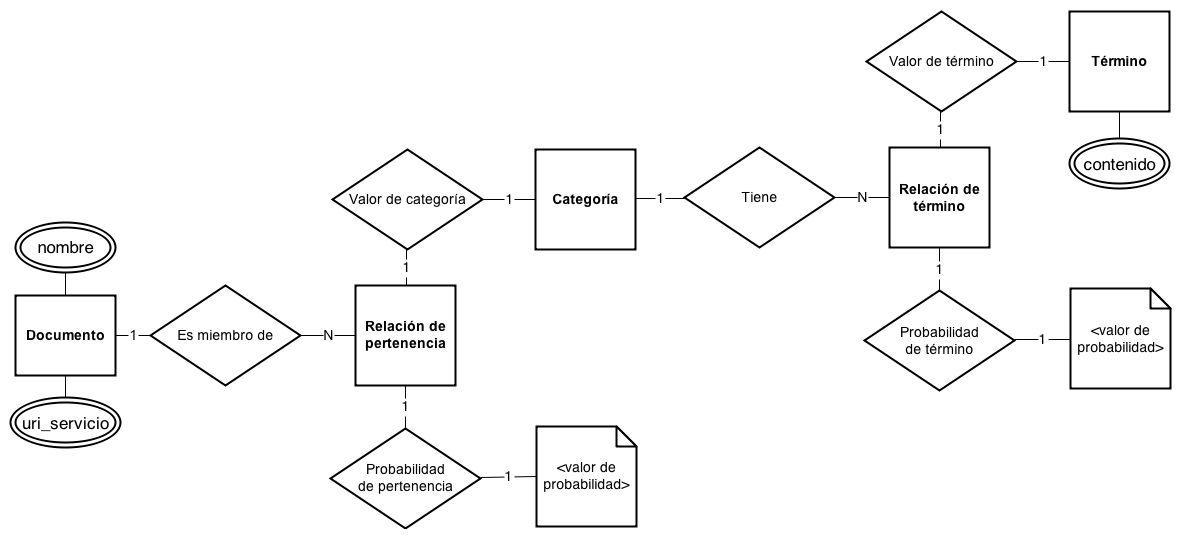 Valor de término
1
Término
1
contenido
Valor de categoría
1
Categoría
1
Tiene
N
Relación de
término
1
nombre
1
Documento
1
Es miembro de
N
Relación de
pertenencia
Probabilidad
de término
1
<valor de
probabilidad>
uri_servicio
1
Probabilidad
de pertenencia
1
<valor de
probabilidad>